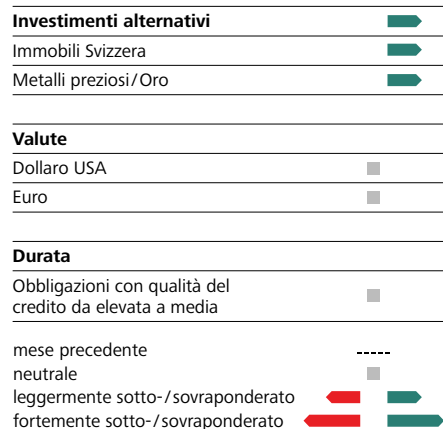 Investimenti alternativi
Immobili Svizzera
Metalli preziosi/Oro
Valute
Dollaro USA
Euro
Durata
Obbligazioni con qualità del
credito da elevata a media
mese precedente
neutrale
leggermente sotto-/sovraponderato
fortemente sotto-/sovraponderato